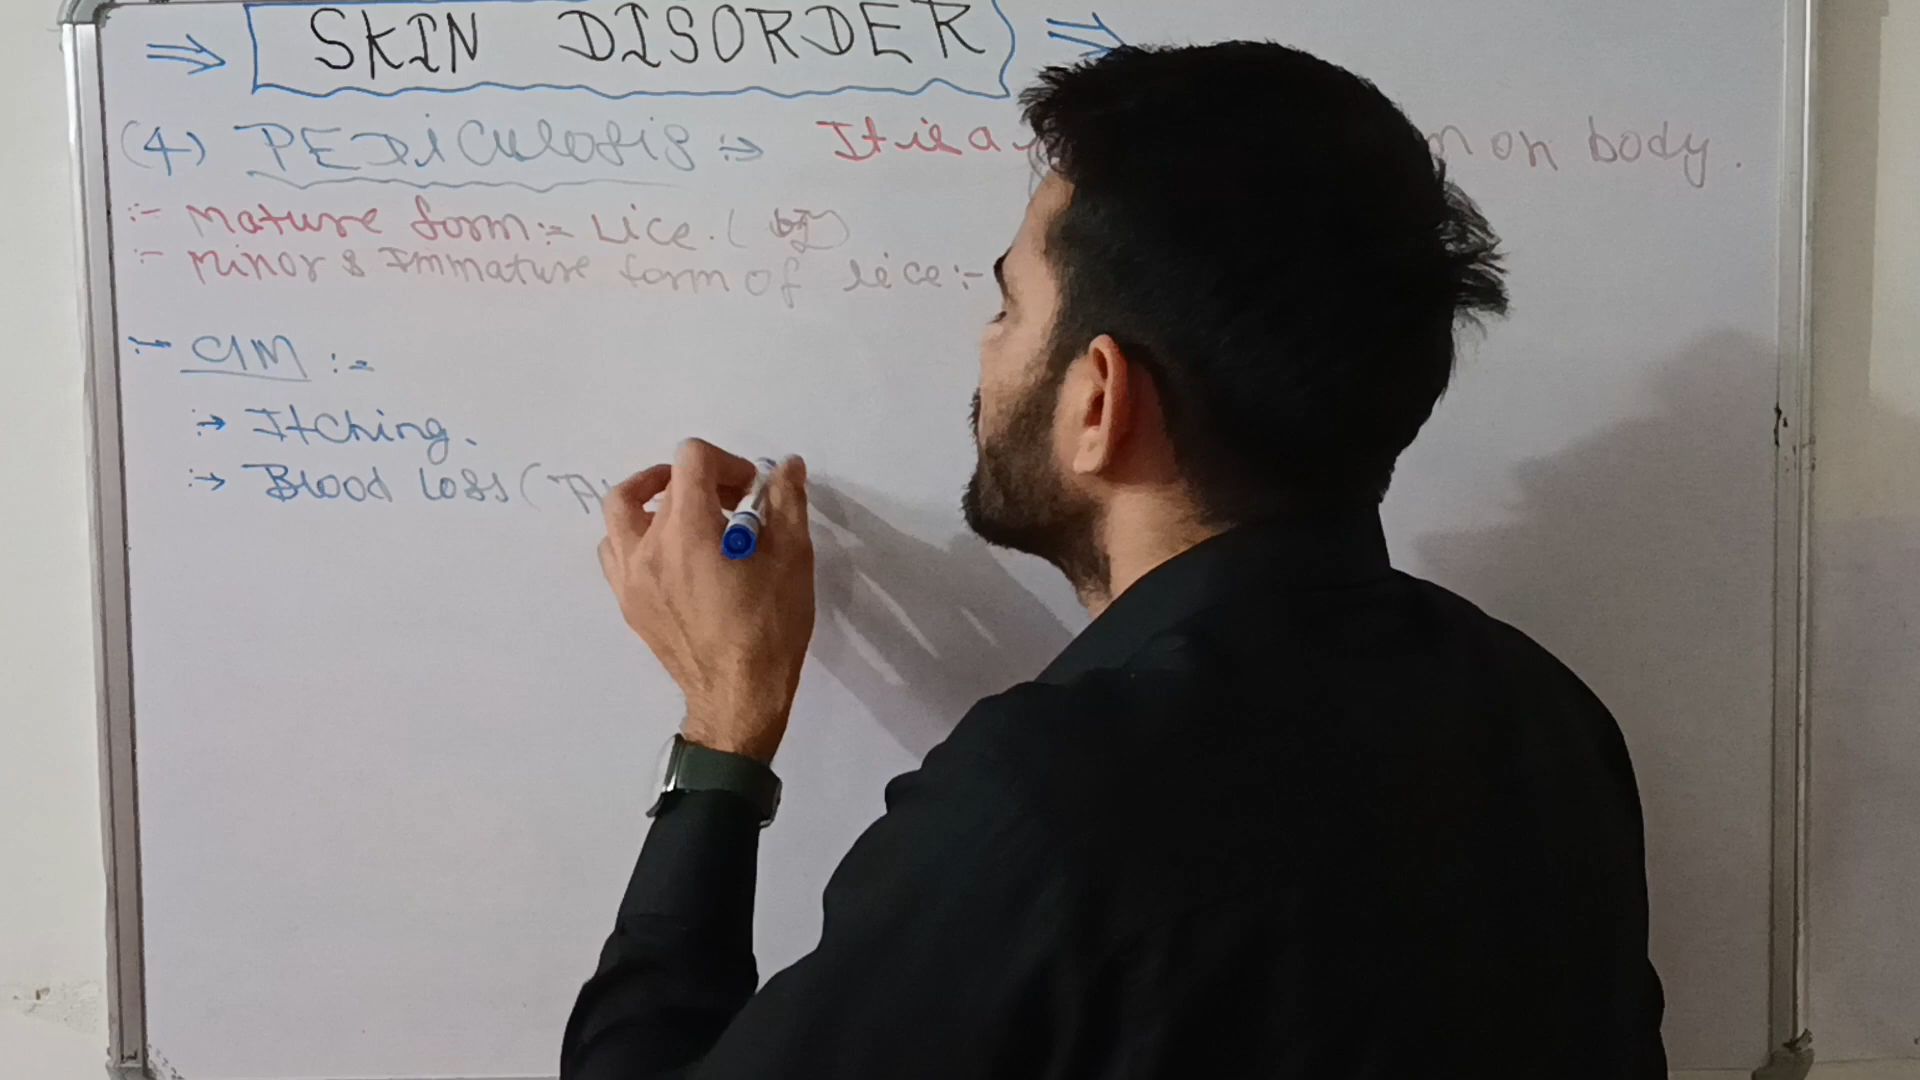 ⇒ SKIN DISORDER ⇒
(4) PEDiCulosis :→ It is a on body.
:- Mature form:- Lice. (
:- Minor & Immature form of lice:-
:- C/M :-
:→ Itching.
:→ Blood Loss (